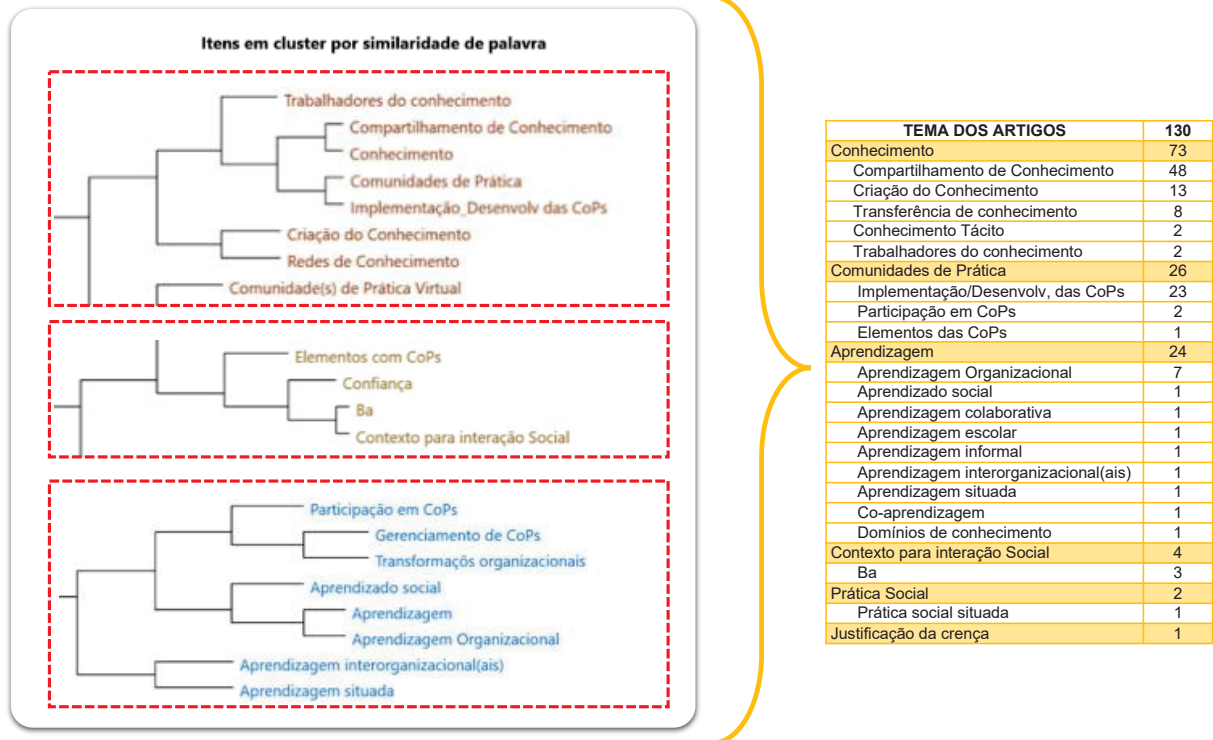 Itens em cluster por similaridade de palavra
Trabalhadores do conhecimento
Compartilhamento de Conhecimento
Conhecimento
Comunidades de Prática
Implementação_Desenvolv das CoPs
Criação do Conhecimento
Redes de Conhecimento
Comunidade(s) de Prática Virtual
Elementos com CoPs
Confiança
Ba
Contexto para interação Social
Participação em CoPs
Gerenciamento de CoPs
Transformaçõs organizacionais
Aprendizado social
Aprendizagem
Aprendizagem Organizacional
Aprendizagem interorganizacional(ais)
Aprendizagem situada
TEMA DOS ARTIGOS 130
Conhecimento 73
Compartilhamento de Conhecimento 48
Criação do Conhecimento 13
Transferência de conhecimento 8
Conhecimento Tácito 2
Trabalhadores do conhecimento 2
Comunidades de Prática 26
Implementação/Desenvolv, das CoPs 23
Participação em CoPs 2
Elementos das CoPs 1
Aprendizagem 24
Aprendizagem Organizacional 7
Aprendizado social 1
Aprendizagem colaborativa 1
Aprendizagem escolar 1
Aprendizagem informal 1
Aprendizagem interorganizacional(ais) 1
Aprendizagem situada 1
Co-aprendizagem 1
Domínios de conhecimento 1
Contexto para interação Social 4
Ba 3
Prática Social 2
Prática social situada 1
Justificação da crença 1